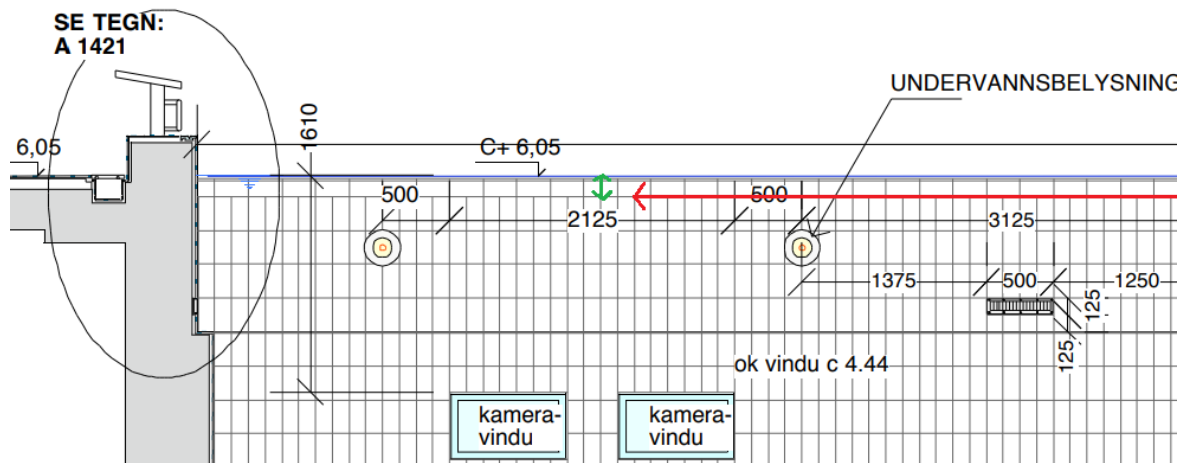 SE TEGN:
A 1421
UNDERVANNSBELYSNING
1610
6,05
C+ 6,05
500
500
2125
3125
1375
500
1250
125
125
ok vindu c 4.44
kamera-
vindu
kamera-
vindu